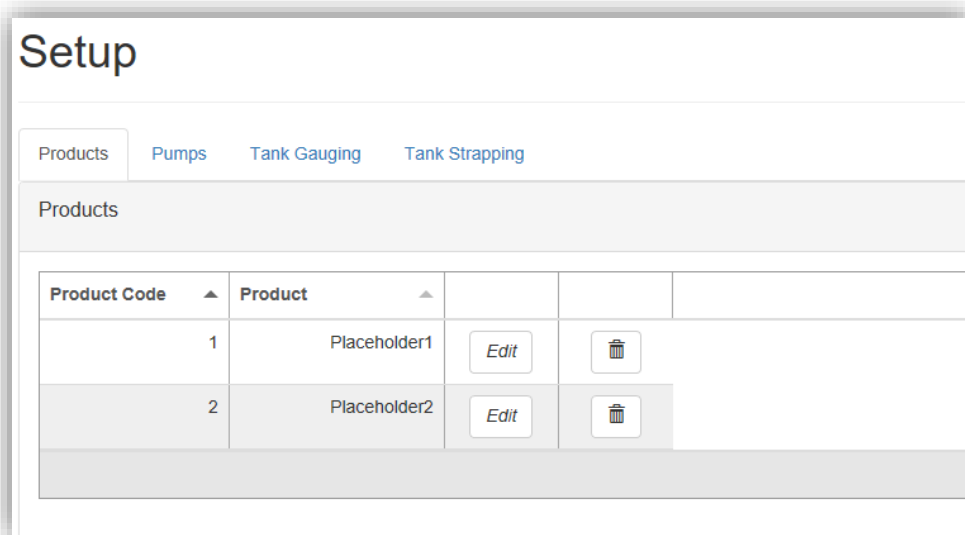 Setup
Products Pumps Tank Gauging Tank Strapping
Products
Product Code Product
1 Placeholder1 Edit
2 Placeholder2 Edit